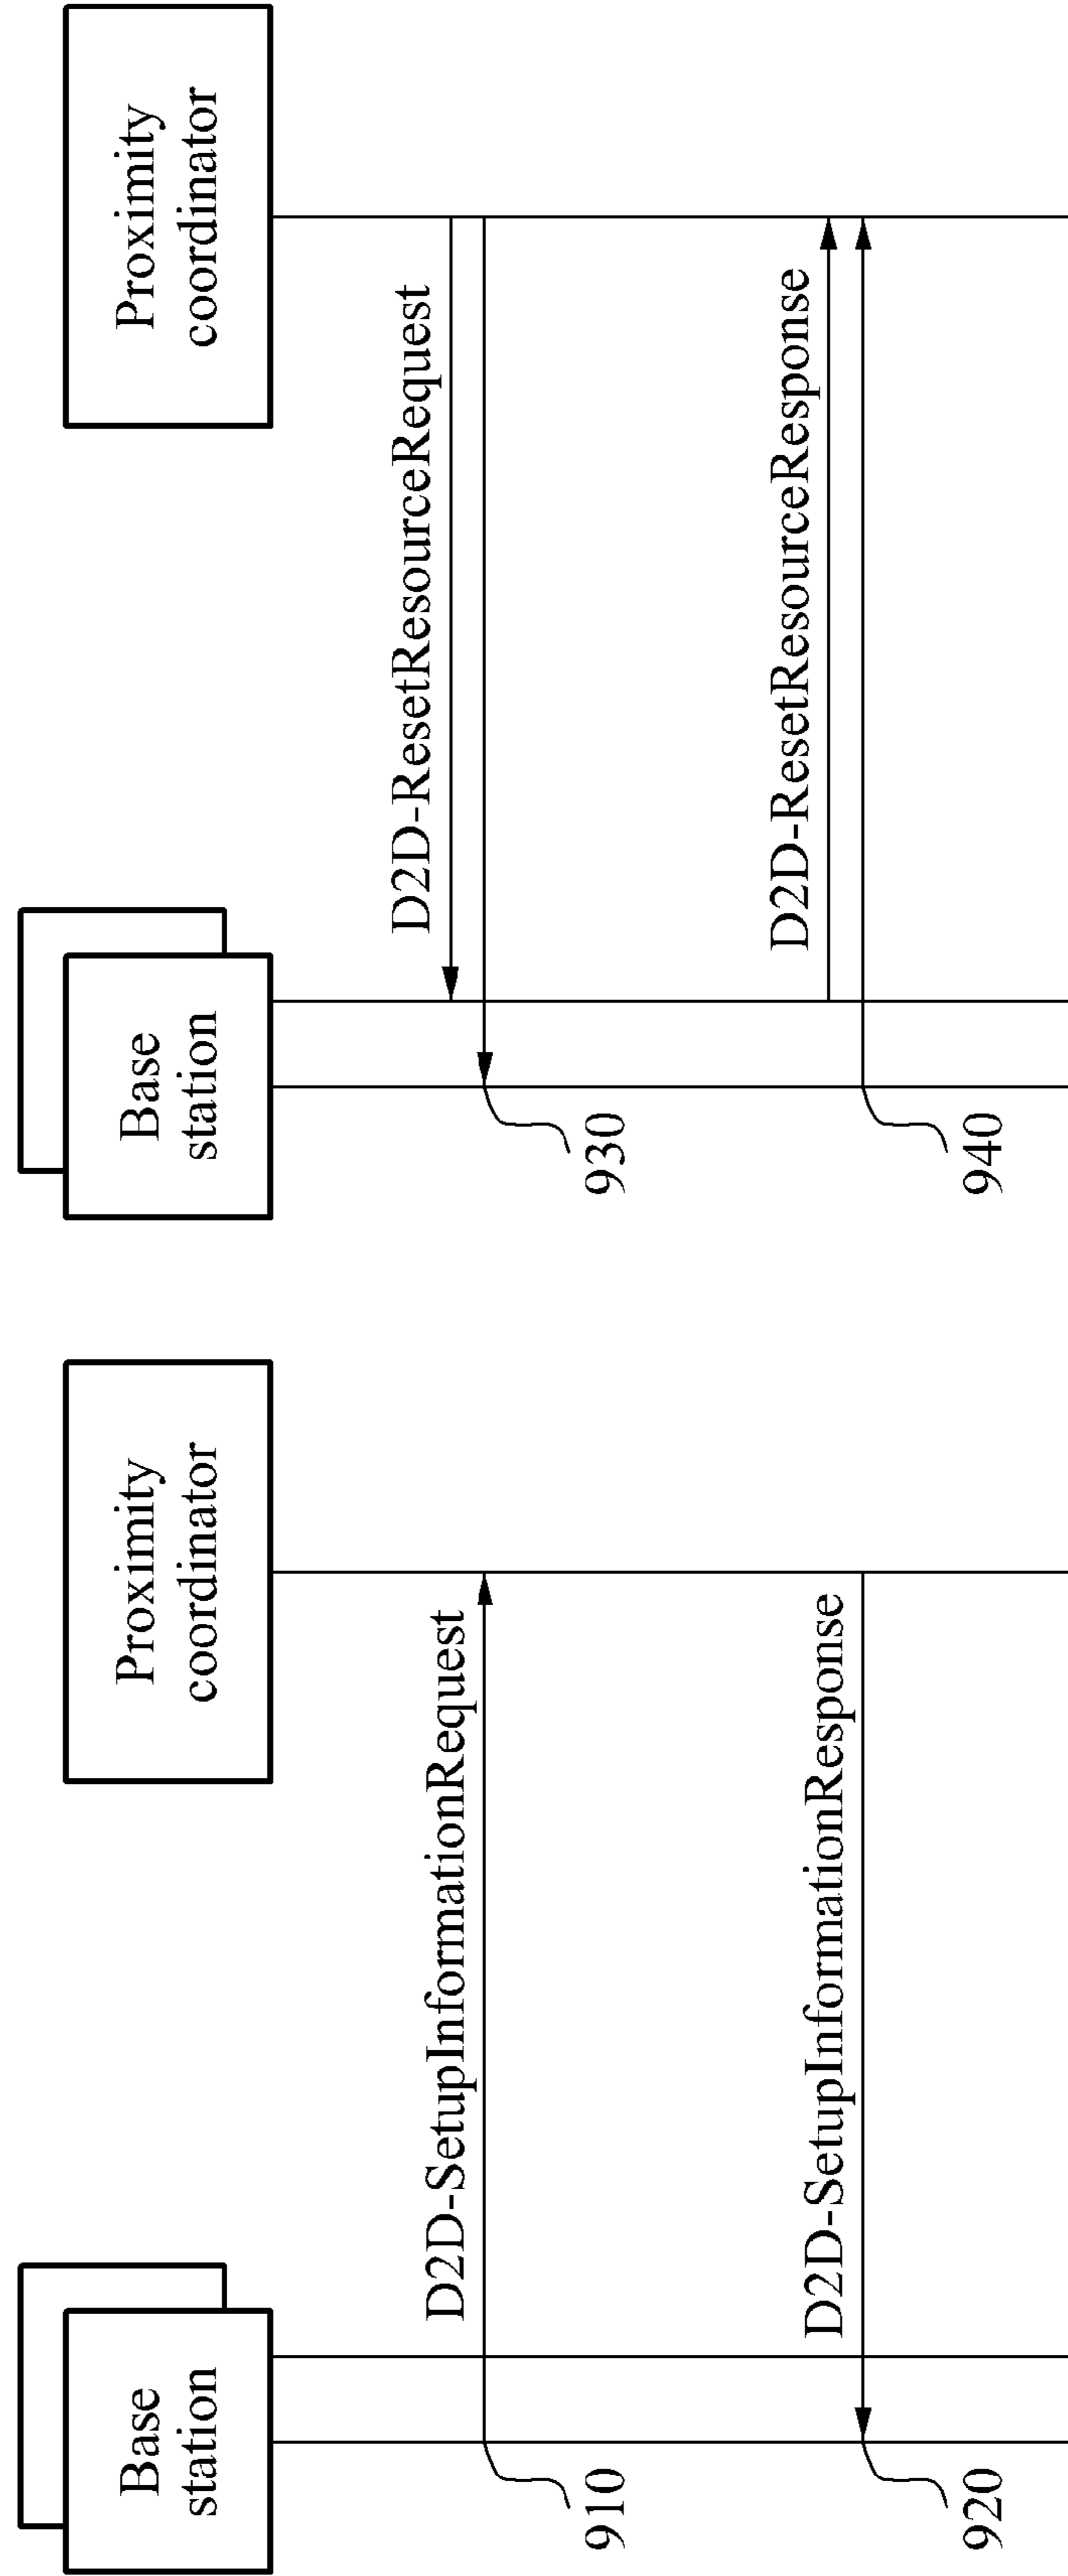 Base
station
Proximity
coordinator
D2D-SetupInformationRequest
910
D2D-SetupInformationResponse
920
Base
station
Proximity
coordinator
D2D-ResetResourceRequest
930
D2D-ResetResourceResponse
940